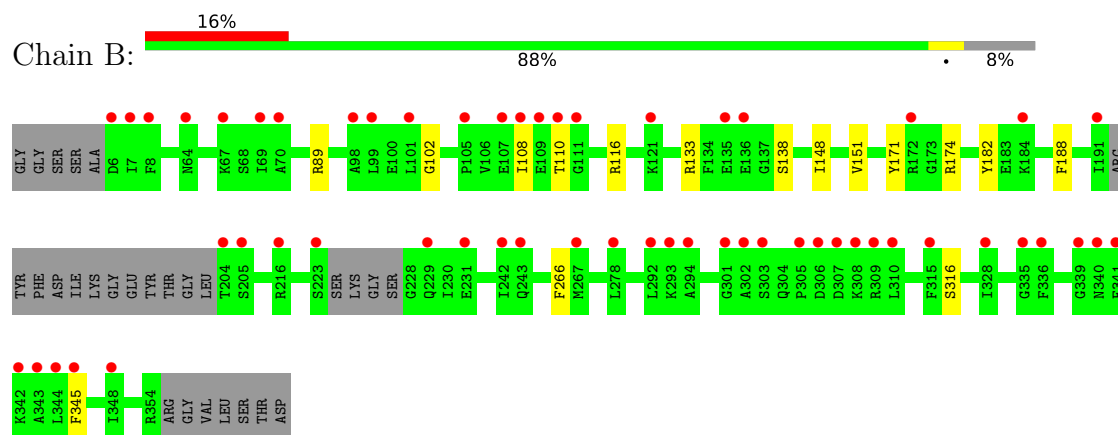 16%
Chain B:
88%
•
8%
GLY GLY SER SER ALA D6 I7 F8 N64 K67 S68 I69 A70 R89 A98 L99 E100 L101 G102 P105 V106 E107 I108 E109 T110 G111 R116 K121 R133 F134 E135 E136 G137 S138 I148 V151 Y171 R172 G173 R174 Y182 E183 K184 F188 I191 ARG
TYR PHE ASP ILE LYS GLY GLU TYR THR GLY LEU T204 S205 R216 S223 SER LYS GLY SER G228 Q229 I230 E231 I242 Q243 F266 M267 L278 L292 K293 A294 G301 A302 S303 Q304 P305 D306 D307 K308 R309 L310 F315 S316 I328 G335 F336 G339 N340 E341
K342 A343 L344 F345 I348 R354 ARG GLY VAL LEU SER THR ASP